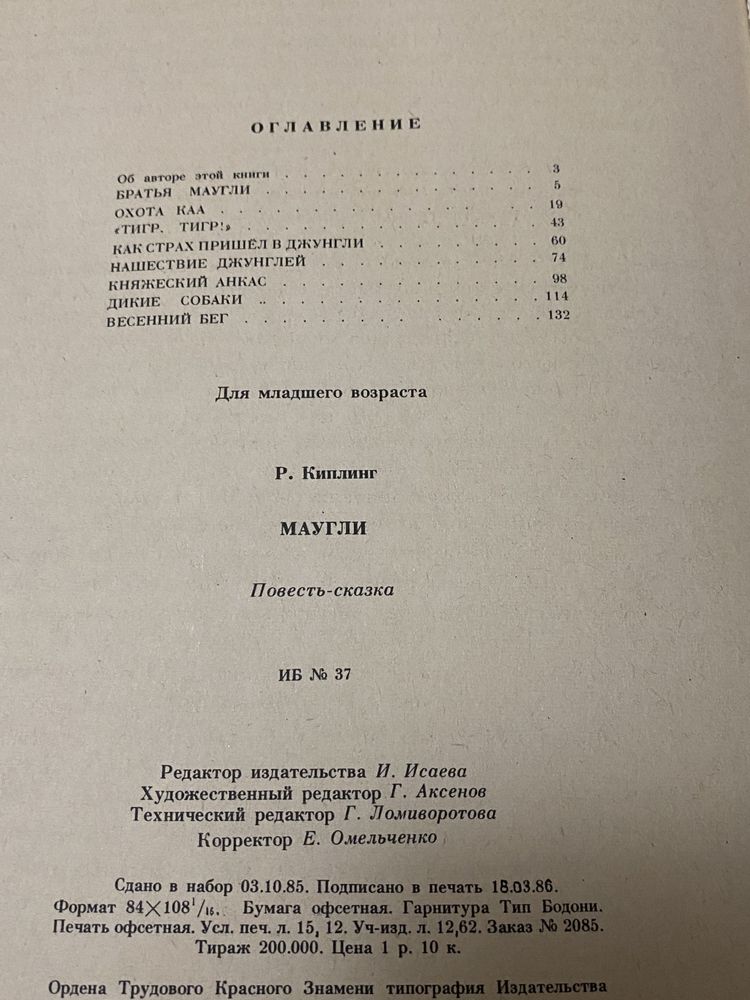 ОГЛАВЛЕНИЕ
Об авторе этой книги . . . . . . . . . . . . . . 3
БРАТЬЯ МАУГЛИ . . . . . . . . . . . . . . 5
ОХОТА КАА . . . . . . . . . . . . . . 19
«ТИГР, ТИГР!» . . . . . . . . . . . . . . 43
КАК СТРАХ ПРИШЁЛ В ДЖУНГЛИ . . . . . . . . . 60
НАШЕСТВИЕ ДЖУНГЛЕЙ . . . . . . . . . . . 74
КНЯЖЕСКИЙ АНКАС . . . . . . . . . . . . 98
ДИКИЕ СОБАКИ .. . . . . . . . . . . . . 114
ВЕСЕННИЙ БЕГ . . . . . . . . . . . . . . 132
Для младшего возраста
Р. Киплинг
МАУГЛИ
Повесть-сказка
ИБ № 37
Редактор издательства И. Исаева
Художественный редактор Г. Аксенов
Технический редактор Г. Ломиворотова
Корректор Е. Омельченко
Сдано в набор 03.10.85. Подписано в печать 18.03.86.
Формат 84×108¹/₁₆. Бумага офсетная. Гарнитура Тип Бодони.
Печать офсетная. Усл. печ. л. 15, 12. Уч-изд. л. 12,62. Заказ № 2085.
Тираж 200.000. Цена 1 р. 10 к.
Ордена Трудового Красного Знамени типография Издательства